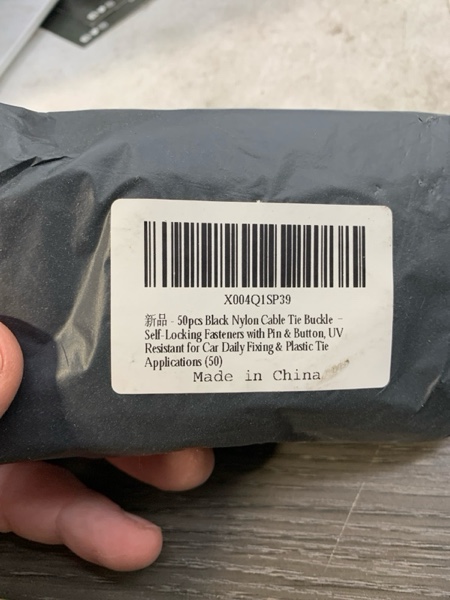 X004Q1SP39
新品 - 50pcs Black Nylon Cable Tie Buckle –
Self-Locking Fasteners with Pin & Button, UV
Resistant for Car Daily Fixing & Plastic Tie
Applications (50)
Made in China